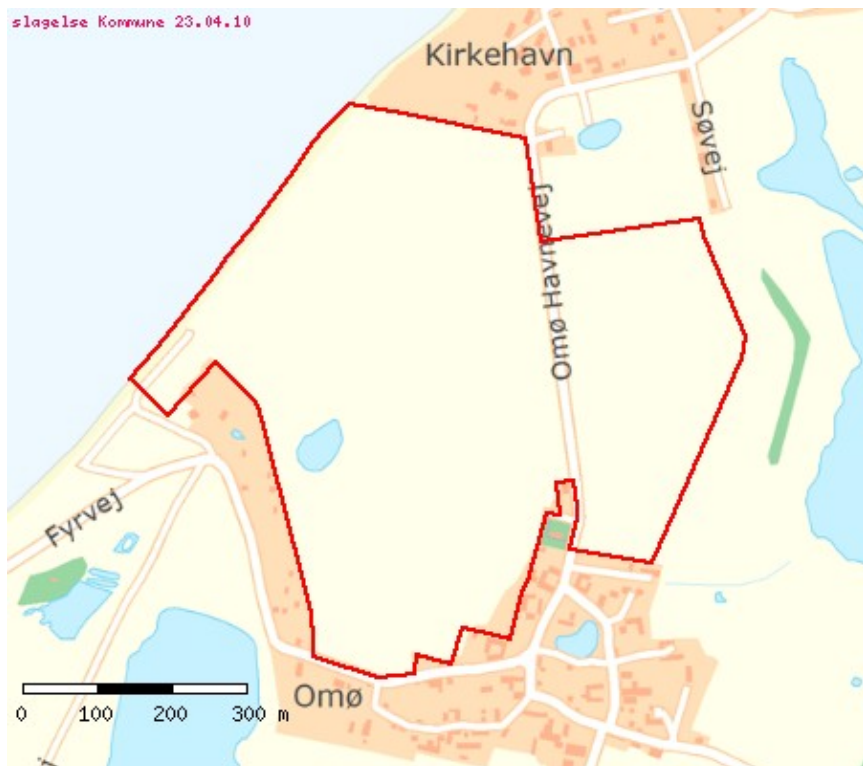 slagelse Kommune 23.04.10
Kirkehavn
Søvej
Omø Havnevej
Fyrvej
Omø
0 100 200 300 m